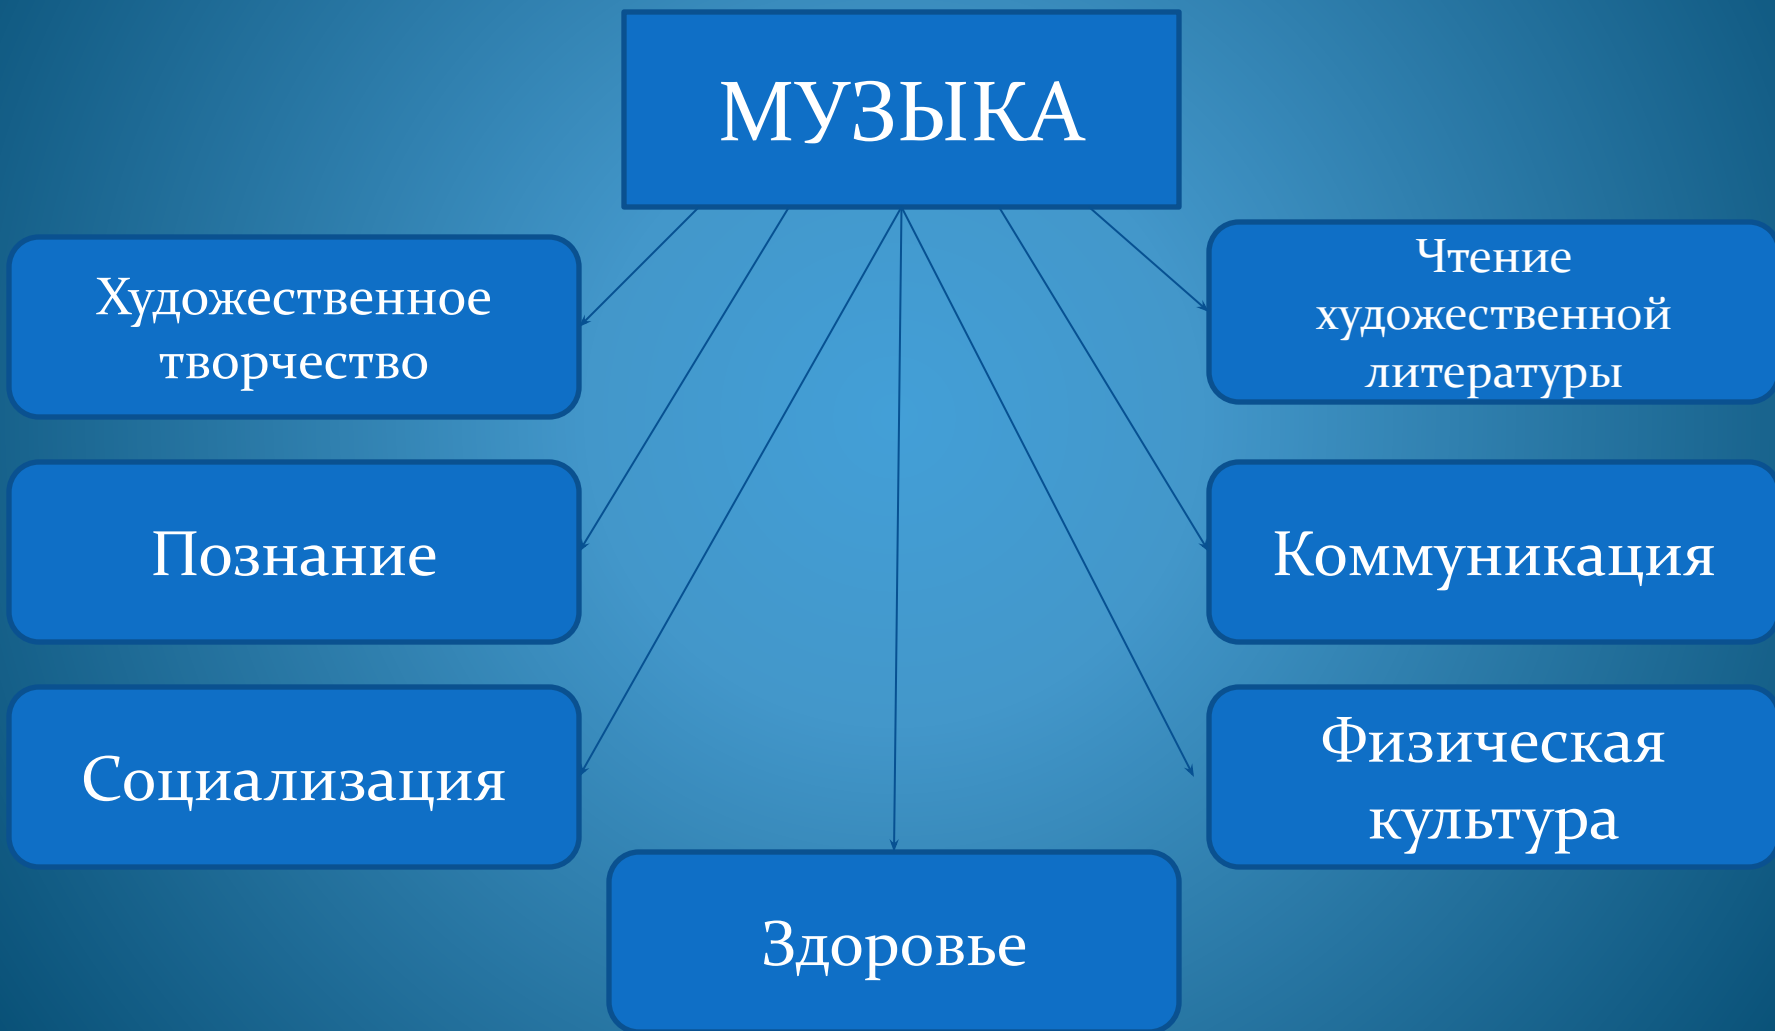 МУЗЫКА
Художественное
творчество
Чтение
художественной
литературы
Познание
Коммуникация
Социализация
Физическая
культура
Здоровье